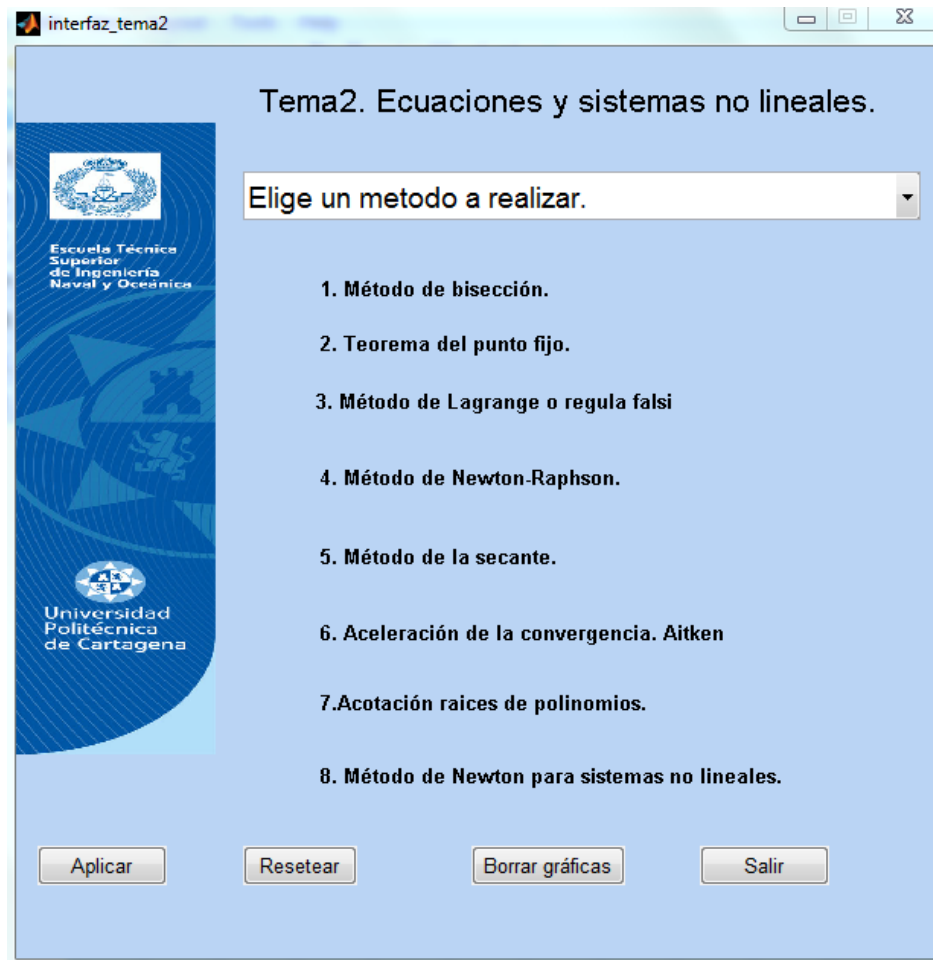 interfaz_tema2
Tema2. Ecuaciones y sistemas no lineales.
Elige un metodo a realizar.
Escuela Técnica
Superior
de Ingeniería
Naval y Oceánica
1. Método de bisección.
2. Teorema del punto fijo.
3. Método de Lagrange o regula falsi
4. Método de Newton-Raphson.
5. Método de la secante.
Universidad
Politécnica
de Cartagena
6. Aceleración de la convergencia. Aitken
7.Acotación raices de polinomios.
8. Método de Newton para sistemas no lineales.
Aplicar
Resetear
Borrar gráficas
Salir